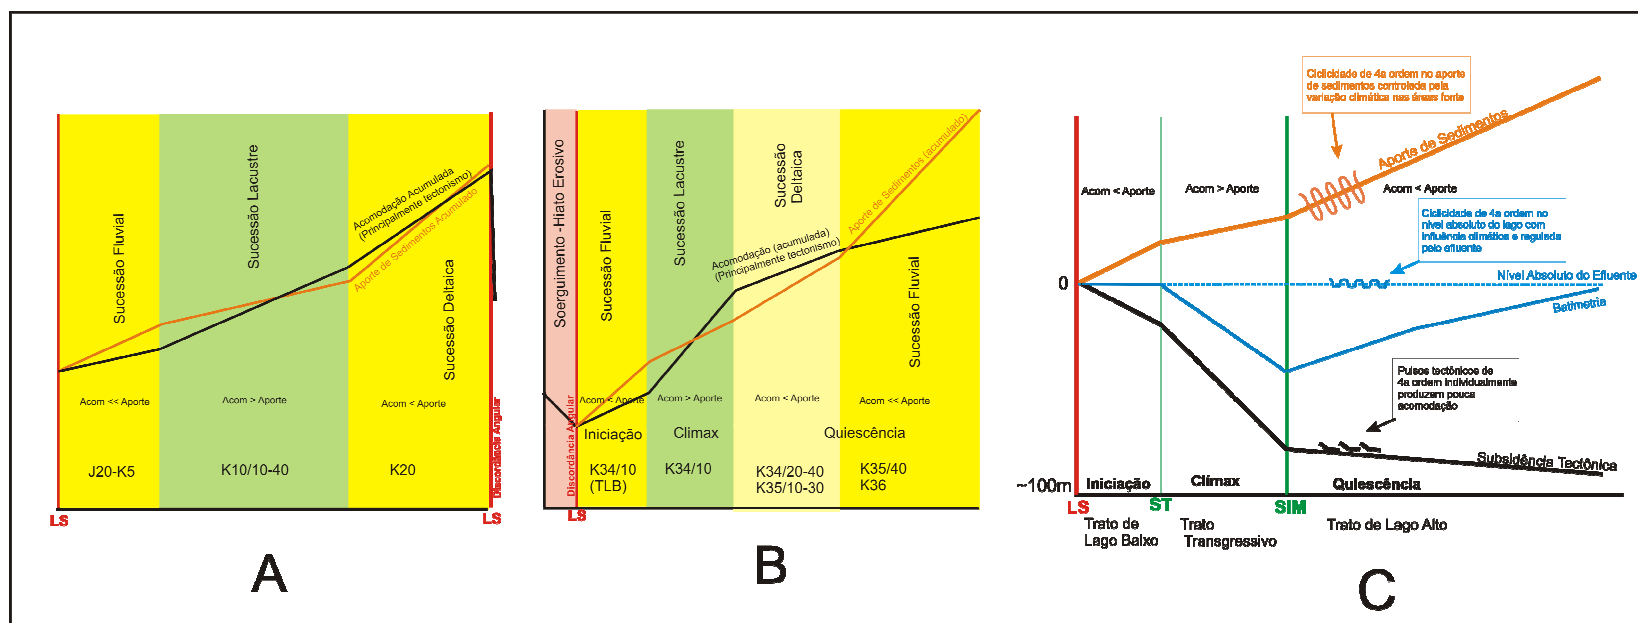 Sucessão Fluvial
Sucessão Lacustre
Acomodação Acumulada
(Principalmente tectonismo)
Aporte de Sedimentos Acumulado
Sucessão Deltaica
Acom << Aporte
Acom > Aporte
Acom < Aporte
J20-K5
K10/10-40
K20
Discordância Angular
LS
LS
A
Soerguimento -Hiato Erosivo
Discordância Angular
Sucessão Fluvial
Sucessão Lacustre
Sucessão
Deltaica
Acomodação (acumulada)
(Principalmente tectonismo)
Aporte de Sedimentos (acumulado)
Sucessão Fluvial
Acom < Aporte
Acom > Aporte
Acom < Aporte
Acom << Aporte
Iniciação
Climax
Quiescência
K34/10
(TLB)
K34/10
K34/20-40
K35/10-30
K35/40
K36
LS
B
Ciclicidade de 4a ordem no aporte
de sedimentos controlada pela
variação climática nas áreas fonte
Aporte de Sedimentos
Acom < Aporte
Acom > Aporte
Acom < Aporte
Ciclicidade de 4a ordem no
nível absoluto do lago com
influência climática e regulada
pelo efluente
0
Nível Absoluto do Efluente
Batimetria
Pulsos tectônicos de
4a ordem individualmente
produzem pouca
acomodação
Subsidência Tectônica
~100m
Iniciação
Clímax
Quiescência
LS
ST
SIM
Trato de
Lago Baixo
Trato
Transgressivo
Trato de Lago Alto
C